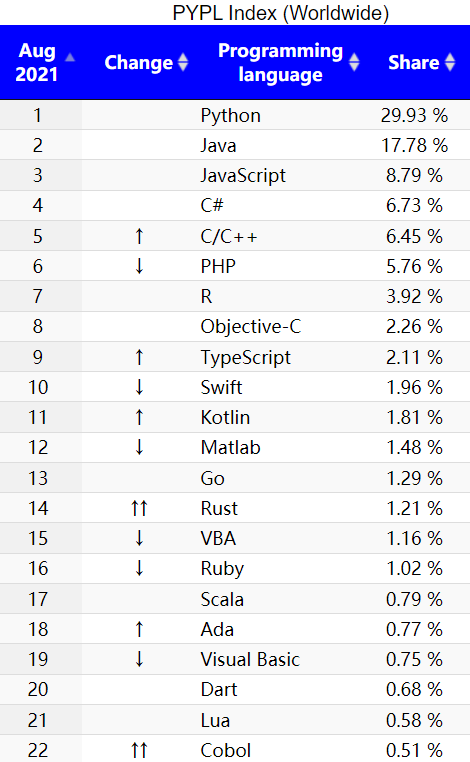 PYPL Index (Worldwide)
Aug 2021 Change Programming language Share
1 Python 29.93 %
2 Java 17.78 %
3 JavaScript 8.79 %
4 C# 6.73 %
5 ↑ C/C++ 6.45 %
6 ↓ PHP 5.76 %
7 R 3.92 %
8 Objective-C 2.26 %
9 ↑ TypeScript 2.11 %
10 ↓ Swift 1.96 %
11 ↑ Kotlin 1.81 %
12 ↓ Matlab 1.48 %
13 Go 1.29 %
14 ↑↑ Rust 1.21 %
15 ↓ VBA 1.16 %
16 ↓ Ruby 1.02 %
17 Scala 0.79 %
18 ↑ Ada 0.77 %
19 ↓ Visual Basic 0.75 %
20 Dart 0.68 %
21 Lua 0.58 %
22 ↑↑ Cobol 0.51 %